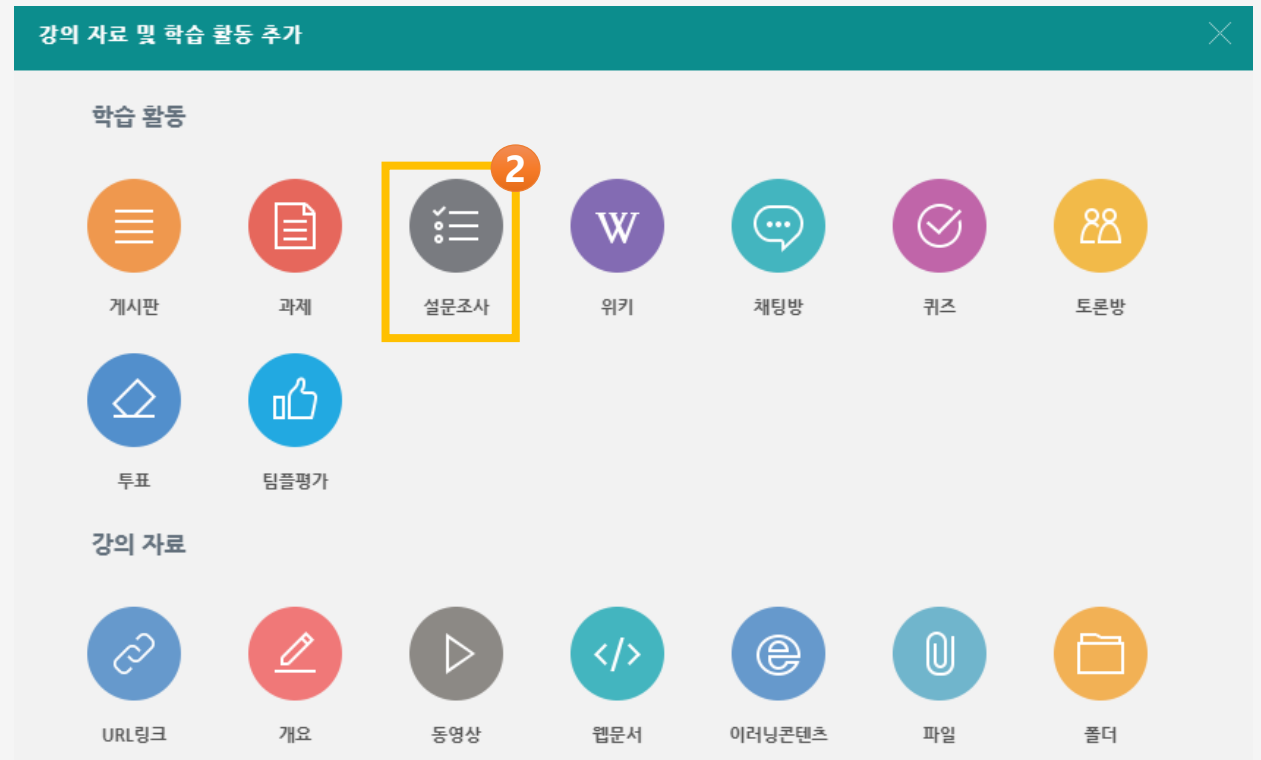 강의 자료 및 학습 활동 추가
학습 활동
2
W
게시판 과제 설문조사 위키 채팅방 퀴즈 토론방
투표 팀플평가
강의 자료
</> e
URL링크 개요 동영상 웹문서 이러닝콘텐츠 파일 폴더